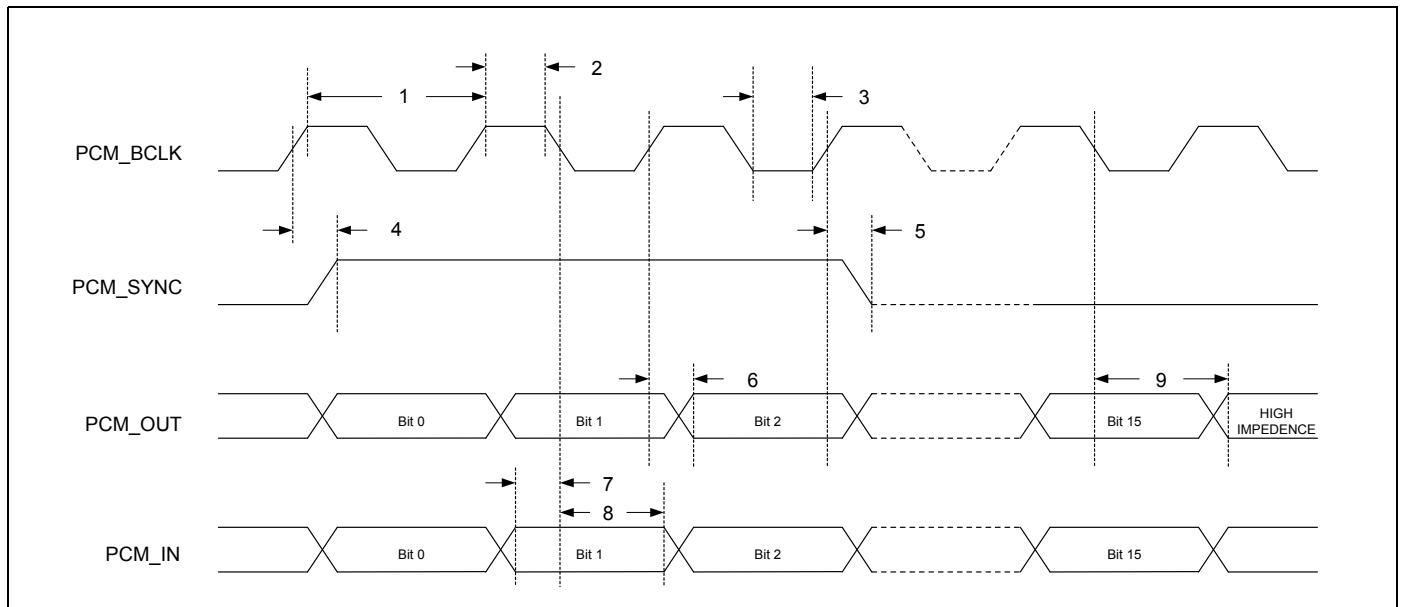 2
1
3
PCM_BCLK
4
5
PCM_SYNC
6
9
PCM_OUT
Bit 0
Bit 1
Bit 2
Bit 15
HIGH
IMPEDENCE
7
8
PCM_IN
Bit 0
Bit 1
Bit 2
Bit 15